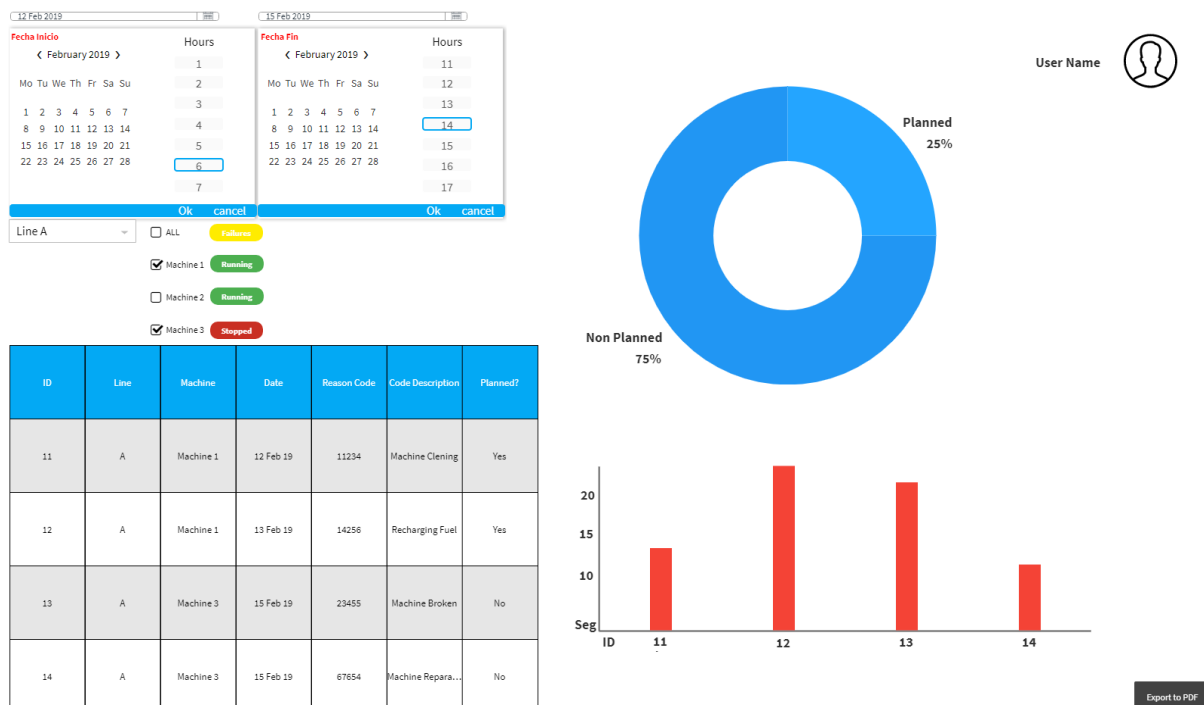 12 Feb 2019
15 Feb 2019
Fecha Inicio
< February 2019 >
Mo Tu We Th Fr Sa Su
1 2 3 4 5 6 7
8 9 10 11 12 13 14
15 16 17 18 19 20 21
22 23 24 25 26 27 28
Hours
1
2
3
4
5
6
7
Ok cancel
Fecha Fin
< February 2019 >
Mo Tu We Th Fr Sa Su
1 2 3 4 5 6 7
8 9 10 11 12 13 14
15 16 17 18 19 20 21
22 23 24 25 26 27 28
Hours
11
12
13
14
15
16
17
Ok cancel
Line A
ALL Failures
Machine 1 Running
Machine 2 Running
Machine 3 Stopped
ID Line Machine Date Reason Code Code Description Planned?
11 A Machine 1 12 Feb 19 11234 Machine Clening Yes
12 A Machine 1 13 Feb 19 14256 Recharging Fuel Yes
13 A Machine 3 15 Feb 19 23455 Machine Broken No
14 A Machine 3 15 Feb 19 67654 Machine Repara... No
User Name
Planned
25%
Non Planned
75%
20
15
10
Seg
ID 11 12 13 14
Export to PDF